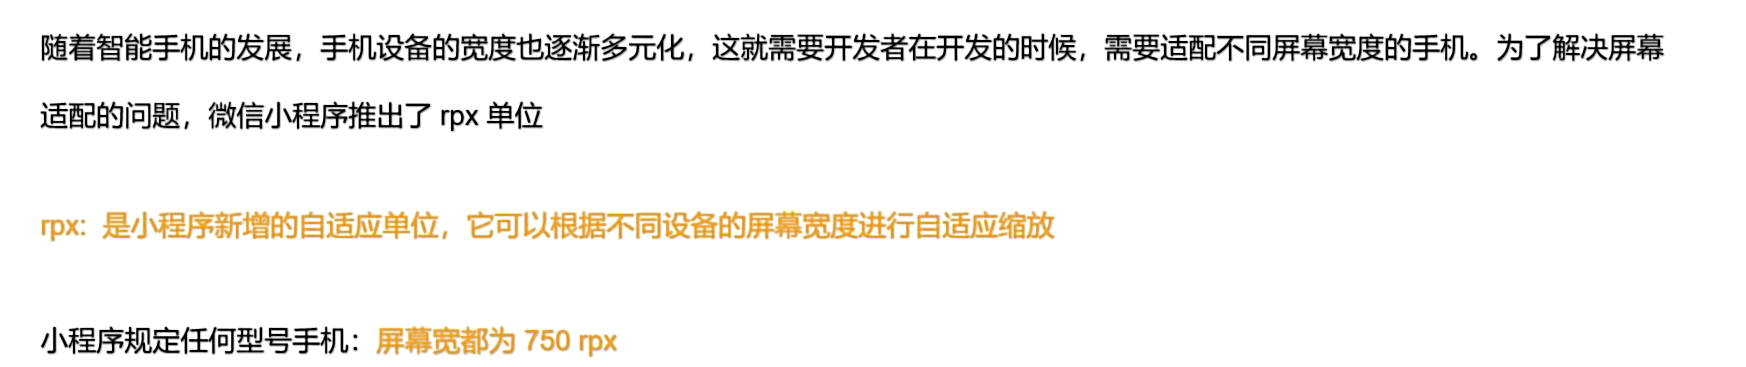 随着智能手机的发展，手机设备的宽度也逐渐多元化，这就需要开发者在开发的时候，需要适配不同屏幕宽度的手机。为了解决屏幕
适配的问题，微信小程序推出了 rpx 单位
rpx: 是小程序新增的自适应单位，它可以根据不同设备的屏幕宽度进行自适应缩放
小程序规定任何型号手机：屏幕宽都为 750 rpx